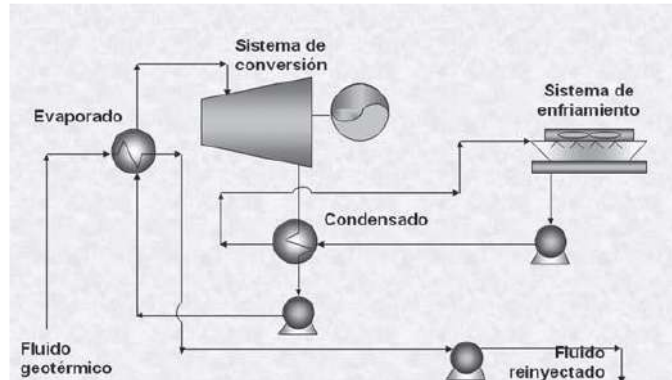 Sistema de
conversión
Sistema de
enfriamiento
Evaporado
Condensado
Fluido
geotérmico
Fluido
reinyectado